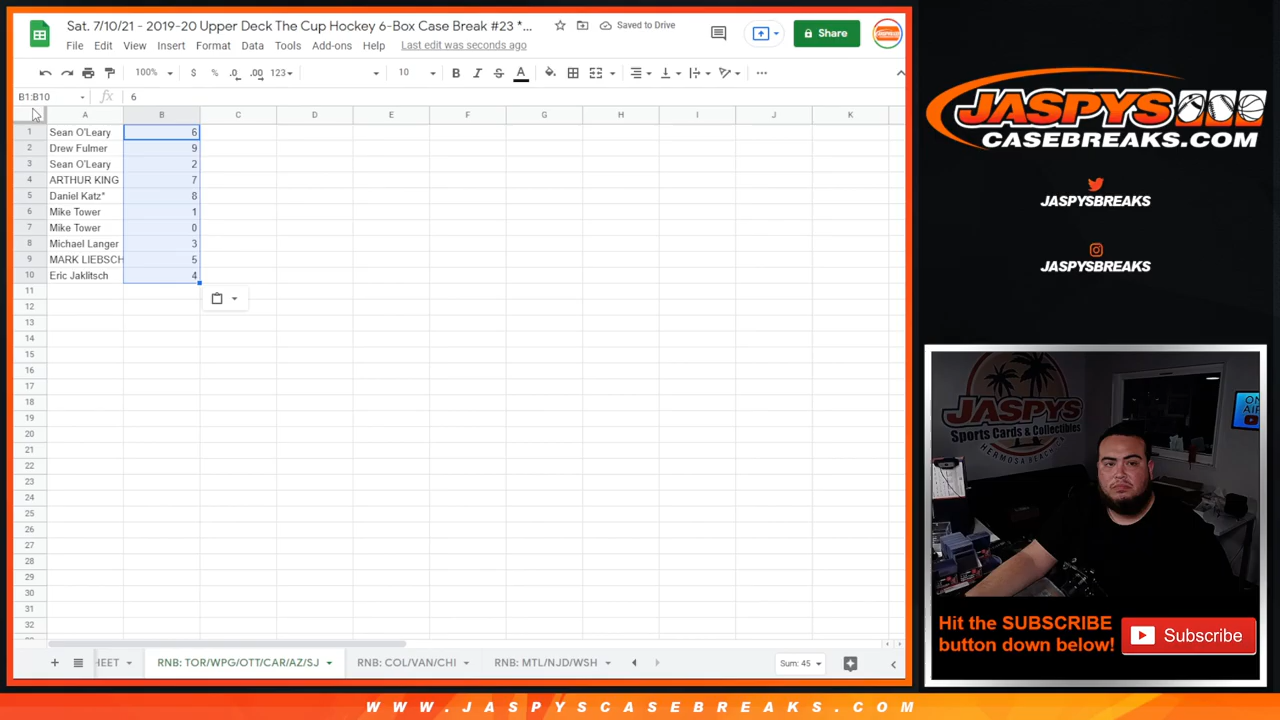 Sat. 7/10/21 - 2019-20 Upper Deck The Cup Hockey 6-Box Case Break #23 *...
Saved to Drive
File Edit View Insert Format Data Tools Add-ons Help Last edit was seconds ago
Share
100% $ % .0 .00 123 10 B I S A
B1:B10 fx 6
A B C D E F G H I J K
1 Sean O'Leary 6
2 Drew Fulmer 9
3 Sean O'Leary 2
4 ARTHUR KING 7
5 Daniel Katz* 8
6 Mike Tower 1
7 Mike Tower 0
8 Michael Langer 3
9 MARK LIEBSCH 5
10 Eric Jaklitsch 4
11
12
13
14
15
16
17
18
19
20
21
22
23
24
25
26
27
28
29
30
31
32
HEET RNB: TOR/WPG/OTT/CAR/AZ/SJ RNB: COL/VAN/CHI RNB: MTL/NJD/WSH Sum: 45
JASPYS
CASEBREAKS.COM
JASPYSBREAKS
JASPYSBREAKS
JASPYS
Sports Cards & Collectibles
HERMOSA BEACH
ON
AIR
Hit the SUBSCRIBE
button down below!
Subscribe
WWW.JASPYSCASEBREAKS.COM